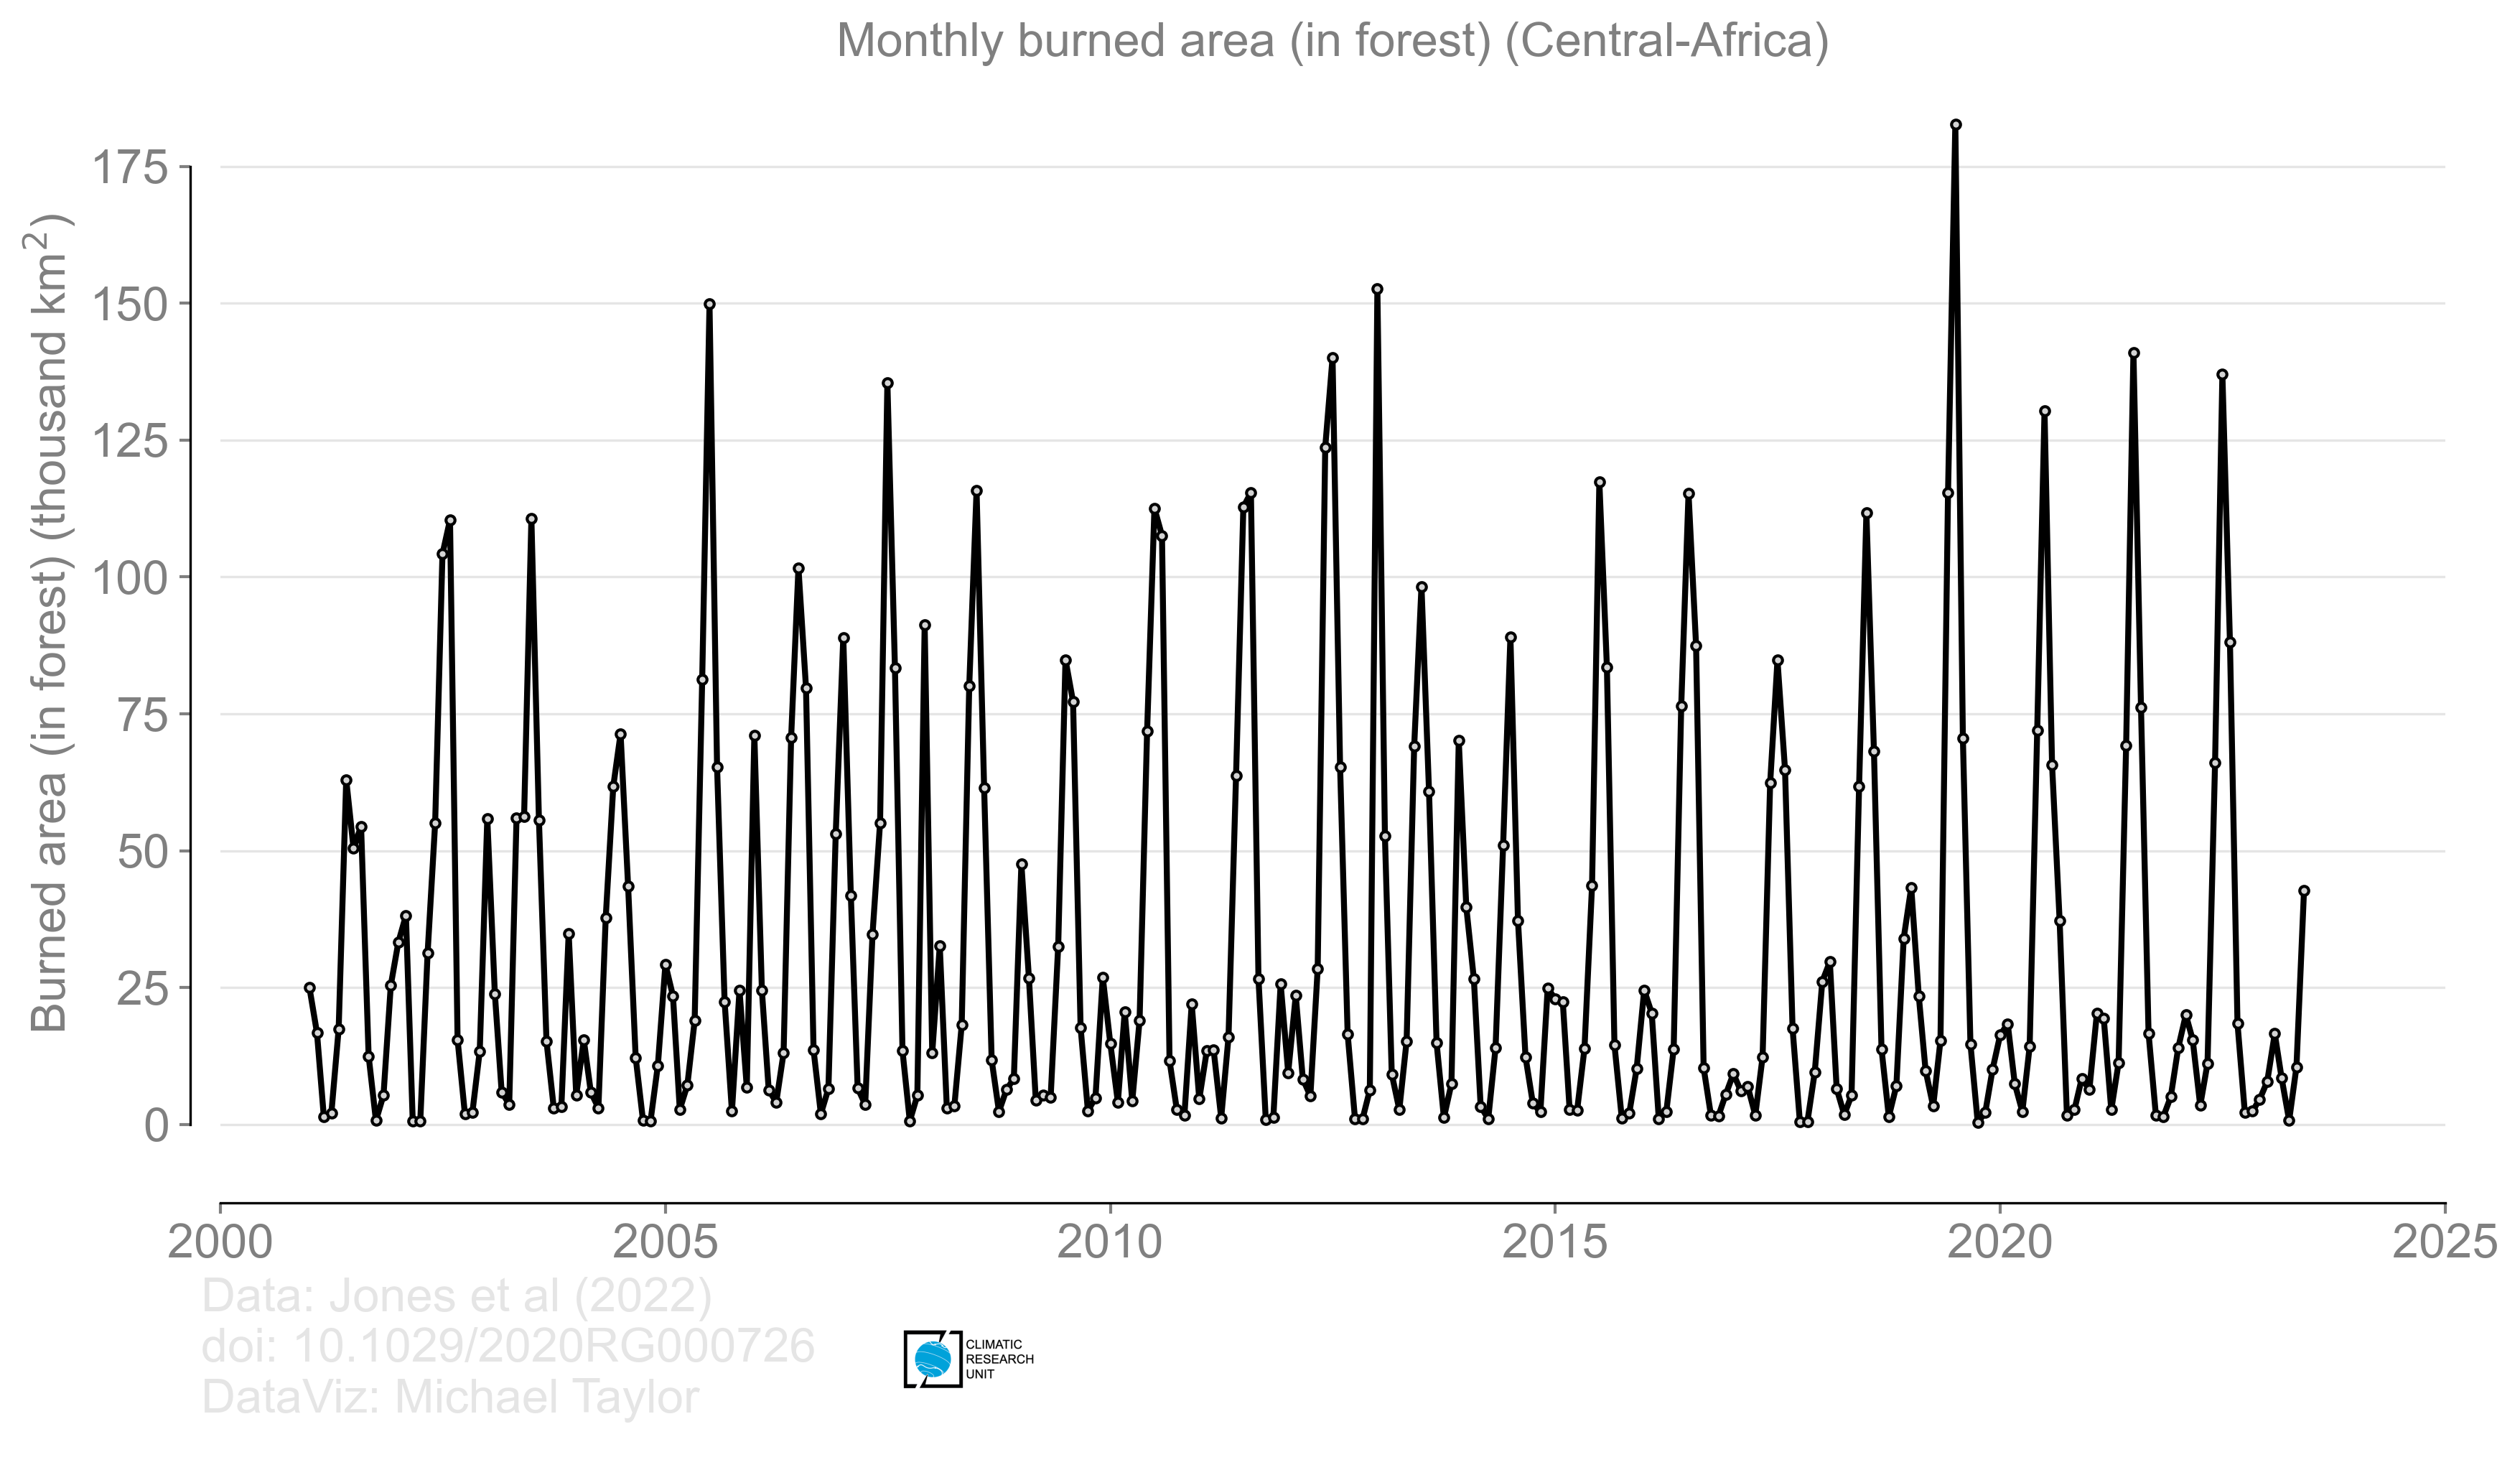 Monthly burned area (in forest) (Central-Africa)
Burned area (in forest) (thousand km²)
175
150
125
100
75
50
25
0
2000
2005
2010
2015
2020
2025
Data: Jones et al (2022)
doi: 10.1029/2020RG000726
DataViz: Michael Taylor
CLIMATIC
RESEARCH
UNIT